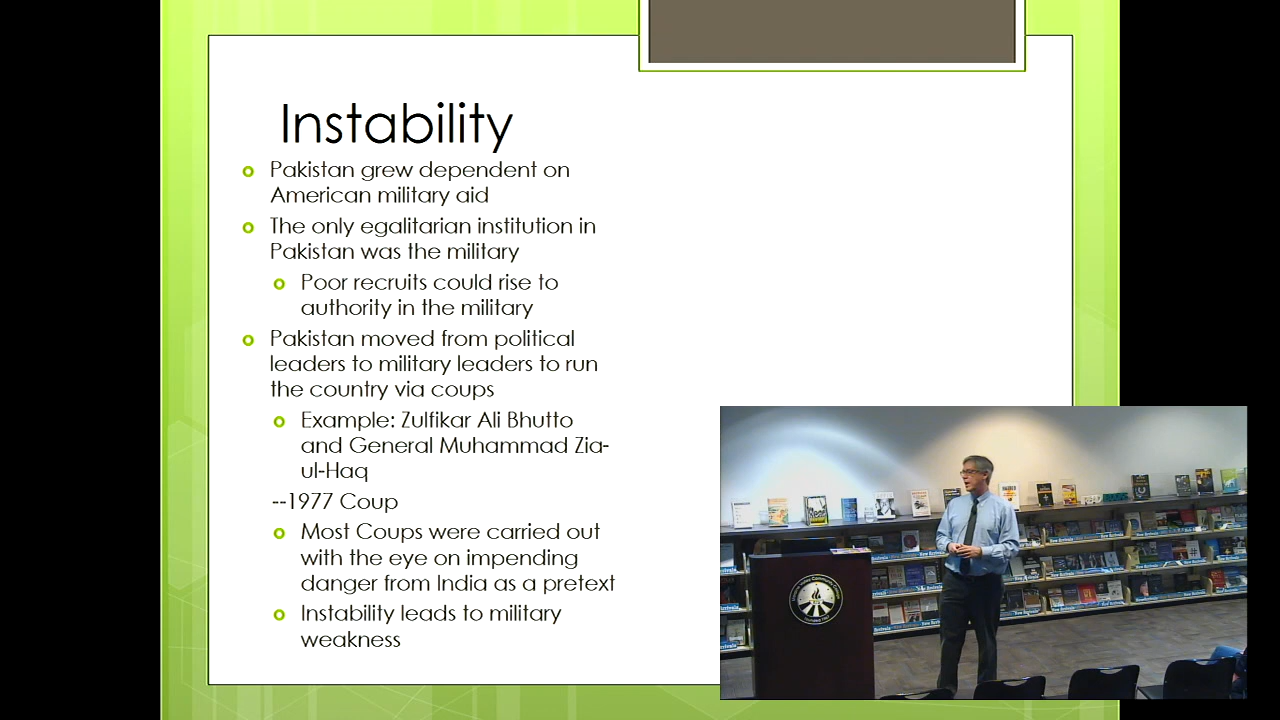 Instability
o Pakistan grew dependent on
American military aid
o The only egalitarian institution in
Pakistan was the military
o Poor recruits could rise to
authority in the military
o Pakistan moved from political
leaders to military leaders to run
the country via coups
o Example: Zulfikar Ali Bhutto
and General Muhammad Zia-
ul-Haq
--1977 Coup
o Most Coups were carried out
with the eye on impending
danger from India as a pretext
o Instability leads to military
weakness